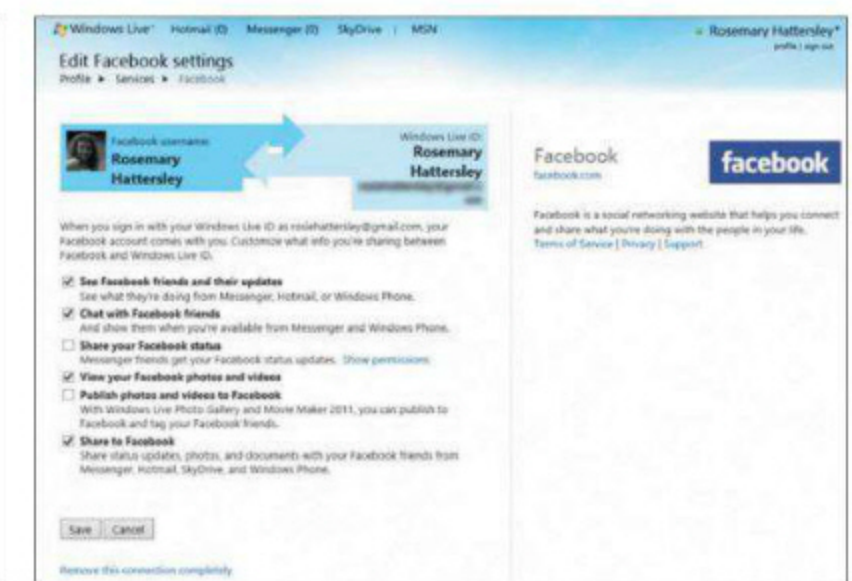 Windows Live Hotmail (0) Messenger (0) SkyDrive | MSN
Rosemary Hattersley
profile | sign out
Edit Facebook settings
Profile ▶ Services ▶ Facebook
Facebook username:
Rosemary
Hattersley
Windows Live ID:
Rosemary
Hattersley
When you sign in with your Windows Live ID as rosiehattersley@gmail.com, your
Facebook account comes with you. Customize what info you're sharing between
Facebook and Windows Live ID.
See Facebook friends and their updates
See what they're doing from Messenger, Hotmail, or Windows Phone.
Chat with Facebook friends
And show them when you're available from Messenger and Windows Phone.
Share your Facebook status
Messenger friends get your Facebook status updates. Show permissions
View your Facebook photos and videos
Publish photos and videos to Facebook
With Windows Live Photo Gallery and Movie Maker 2011, you can publish to
Facebook and tag your Facebook friends.
Share to Facebook
Share status updates, photos, and documents with your Facebook friends from
Messenger, Hotmail, SkyDrive, and Windows Phone.
Save Cancel
Remove this connection completely
Facebook
facebook.com
facebook
Facebook is a social networking website that helps you connect
and share what you're doing with the people in your life.
Terms of Service | Privacy | Support